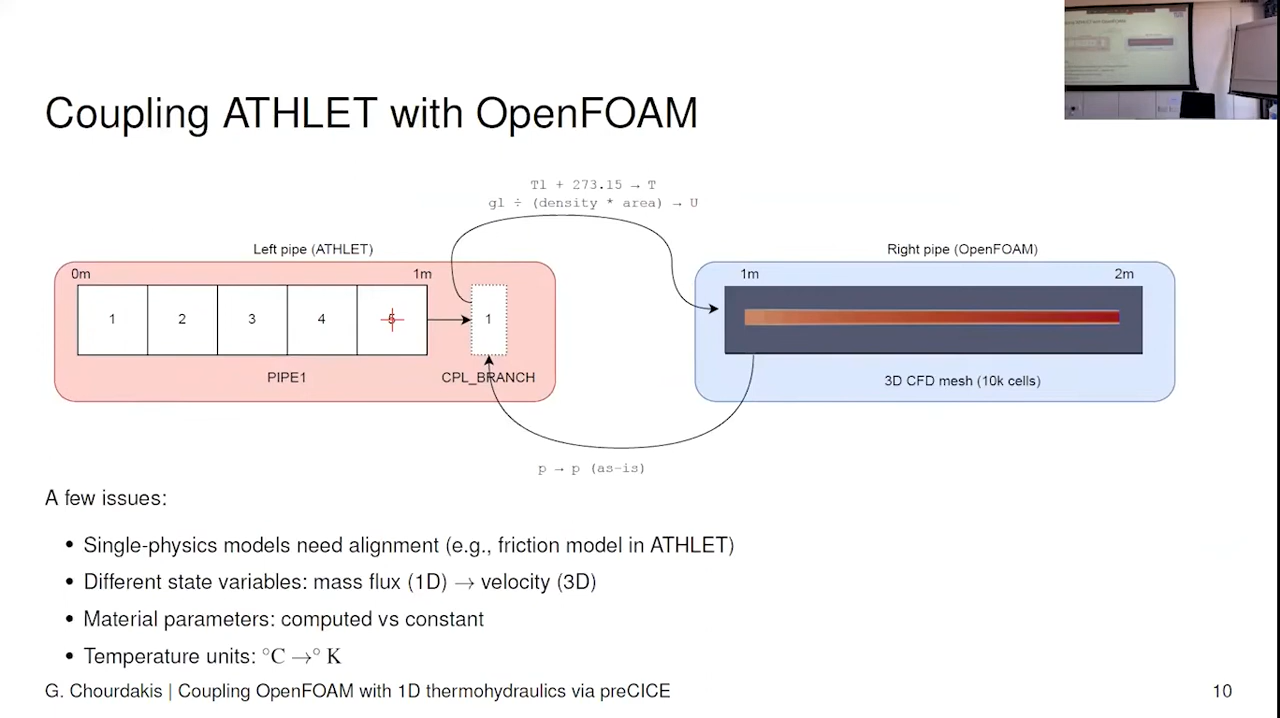 Coupling ATHLET with OpenFOAM
Tl + 273.15 → T
gl ÷ (density * area) → U
Left pipe (ATHLET)
0m
1m
1
2
3
4
5
1
PIPE1
CPL_BRANCH
Right pipe (OpenFOAM)
1m
2m
3D CFD mesh (10k cells)
p → p (as-is)
A few issues:
• Single-physics models need alignment (e.g., friction model in ATHLET)
• Different state variables: mass flux (1D) → velocity (3D)
• Material parameters: computed vs constant
• Temperature units: °C →° K
G. Chourdakis | Coupling OpenFOAM with 1D thermohydraulics via preCICE
10